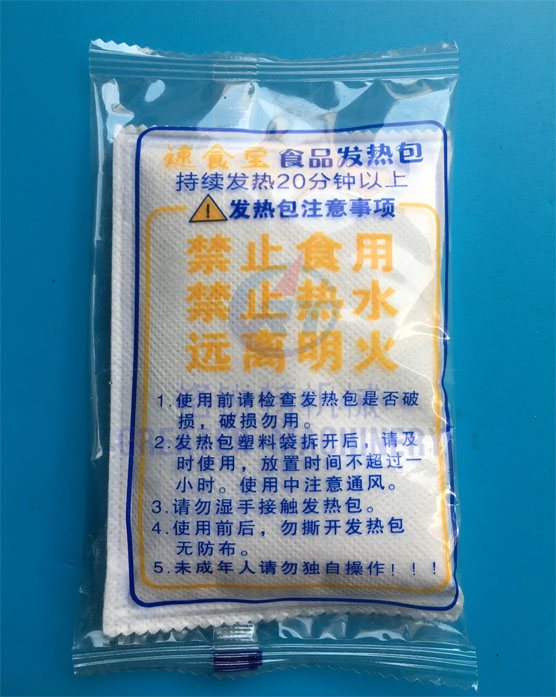 速食宝 食品发热包
持续发热20分钟以上
发热包注意事项
禁止食用
禁止热水
远离明火
1.使用前请检查发热包是否破
损，破损勿用。
2.发热包塑料袋拆开后，请及
时使用，放置时间不超过一
小时。使用中注意通风。
3.请勿湿手接触发热包。
4.使用前后，勿撕开发热包
无防布。
5.未成年人请勿独自操作！！！